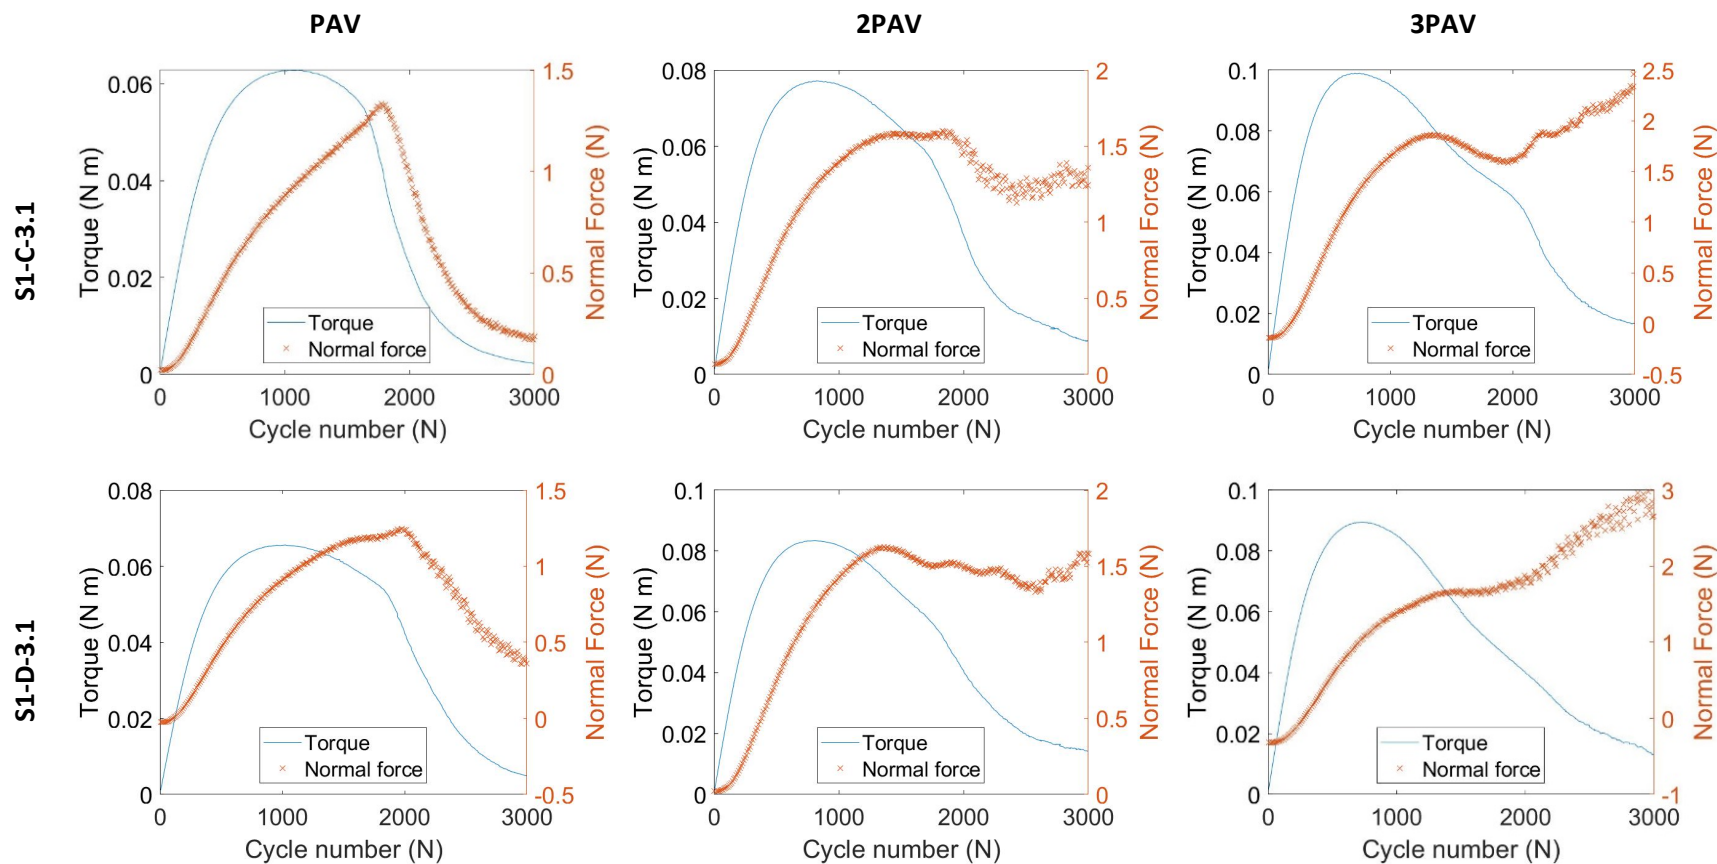 PAV
2PAV
3PAV
S1-C-3.1
0.06
0.04
0.02
0
Torque (N m)
1.5
1
0.5
0
Normal Force (N)
Torque
Normal force
0 1000 2000 3000
Cycle number (N)
0.08
0.06
0.04
0.02
0
Torque (N m)
2
1.5
1
0.5
0
Normal Force (N)
Torque
Normal force
0 1000 2000 3000
Cycle number (N)
0.1
0.08
0.06
0.04
0.02
0
Torque (N m)
2.5
2
1.5
1
0.5
0
-0.5
Normal Force (N)
Torque
Normal force
0 1000 2000 3000
Cycle number (N)
S1-D-3.1
0.08
0.06
0.04
0.02
0
Torque (N m)
1.5
1
0.5
0
-0.5
Normal Force (N)
Torque
Normal force
0 1000 2000 3000
Cycle number (N)
0.1
0.08
0.06
0.04
0.02
0
Torque (N m)
2
1.5
1
0.5
0
Normal Force (N)
Torque
Normal force
0 1000 2000 3000
Cycle number (N)
0.1
0.08
0.06
0.04
0.02
0
Torque (N m)
3
2
1
0
-1
Normal Force (N)
Torque
Normal force
0 1000 2000 3000
Cycle number (N)